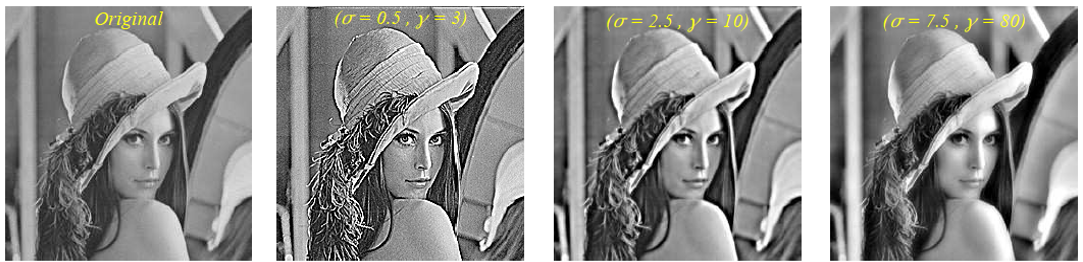 Original
(σ = 0.5 , γ = 3)
(σ = 2.5 , γ = 10)
(σ = 7.5 , γ = 80)